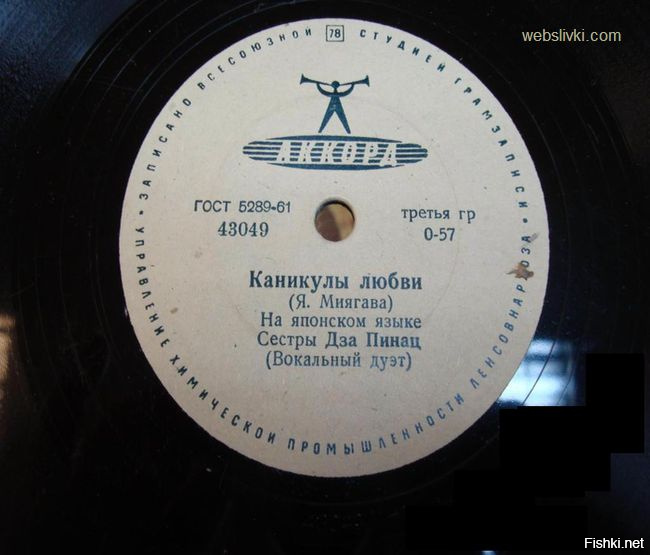 webslivki.com
ЗАПИСАНО ВСЕСОЮЗНОЙ 78 СТУДИЕЙ ГРАМЗАПИСИ
АККОРД
ГОСТ 5289-61
третья гр
43049
0-57
Каникулы любви
(Я. Миягава)
На японском языке
Сестры Дза Пинац
(Вокальный дуэт)
УПРАВЛЕНИЕ ХИМИЧЕСКОЙ ПРОМЫШЛЕННОСТИ ЛЕНСОВНАРХОЗА
Fishki.net